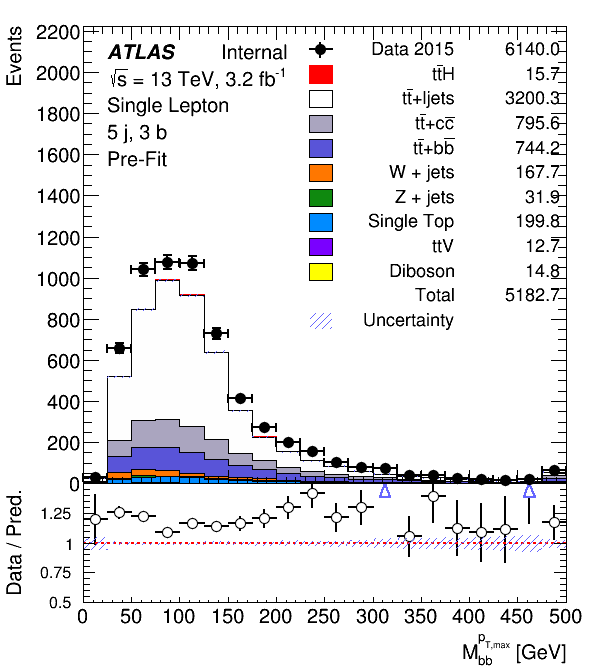 Events
2200
2000
1800
1600
1400
1200
1000
800
600
400
200
0
ATLAS Internal
√s = 13 TeV, 3.2 fb⁻¹
Single Lepton
5 j, 3 b
Pre-Fit
Data 2015 6140.0
tt̄H 15.7
tt̄+ljets 3200.3
tt̄+cc̄ 795.6
tt̄+bb̄ 744.2
W + jets 167.7
Z + jets 31.9
Single Top 199.8
ttV 12.7
Diboson 14.8
Total 5182.7
Uncertainty
Data / Pred.
1.25
1
0.75
0.5
0 50 100 150 200 250 300 350 400 450 500
M_bb^pT,max [GeV]